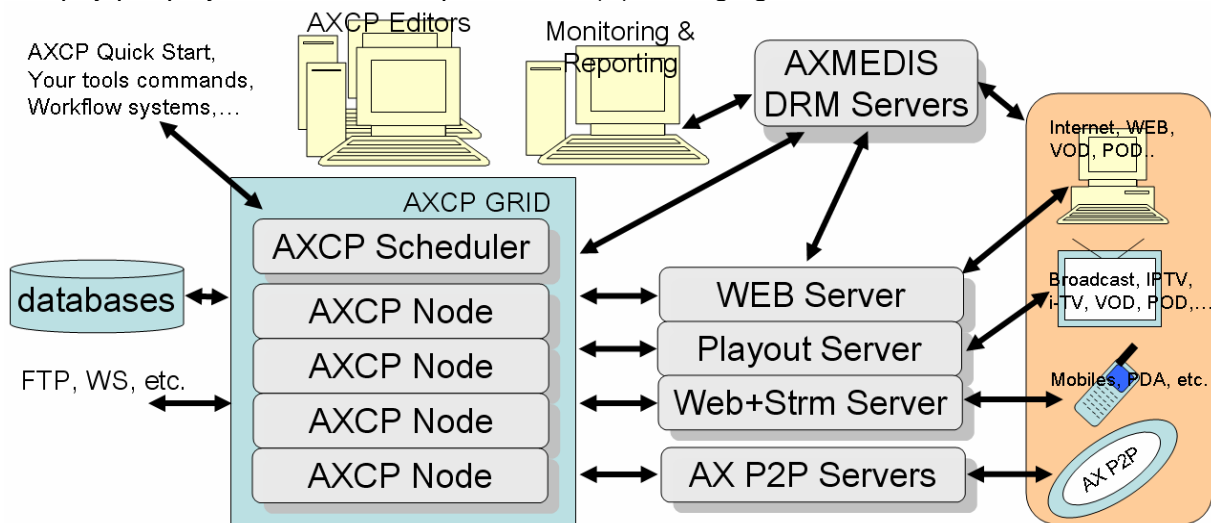 AXCP Editors
Monitoring &
Reporting
AXCP Quick Start,
Your tools commands,
Workflow systems,...
AXMEDIS
DRM Servers
Internet, WEB,
VOD, POD..
AXCP GRID
AXCP Scheduler
databases
AXCP Node
AXCP Node
AXCP Node
AXCP Node
FTP, WS, etc.
WEB Server
Playout Server
Web+Strm Server
AX P2P Servers
Broadcast, IPTV,
i-TV, VOD, POD,...
Mobiles, PDA, etc.
AX P2P